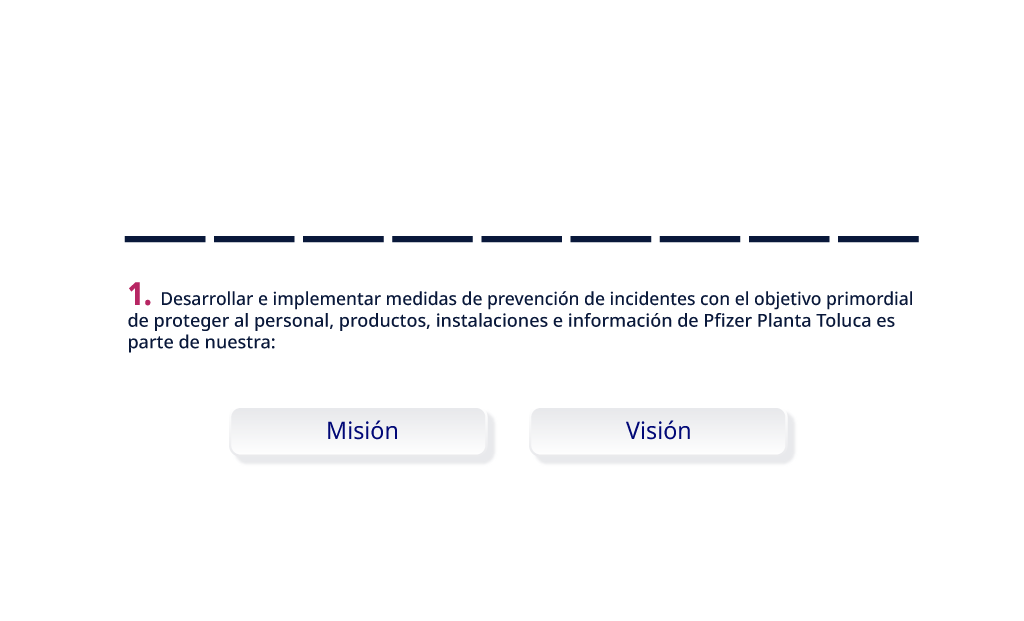 1. Desarrollar e implementar medidas de prevención de incidentes con el objetivo primordial
de proteger al personal, productos, instalaciones e información de Pfizer Planta Toluca es
parte de nuestra:
Misión
Visión